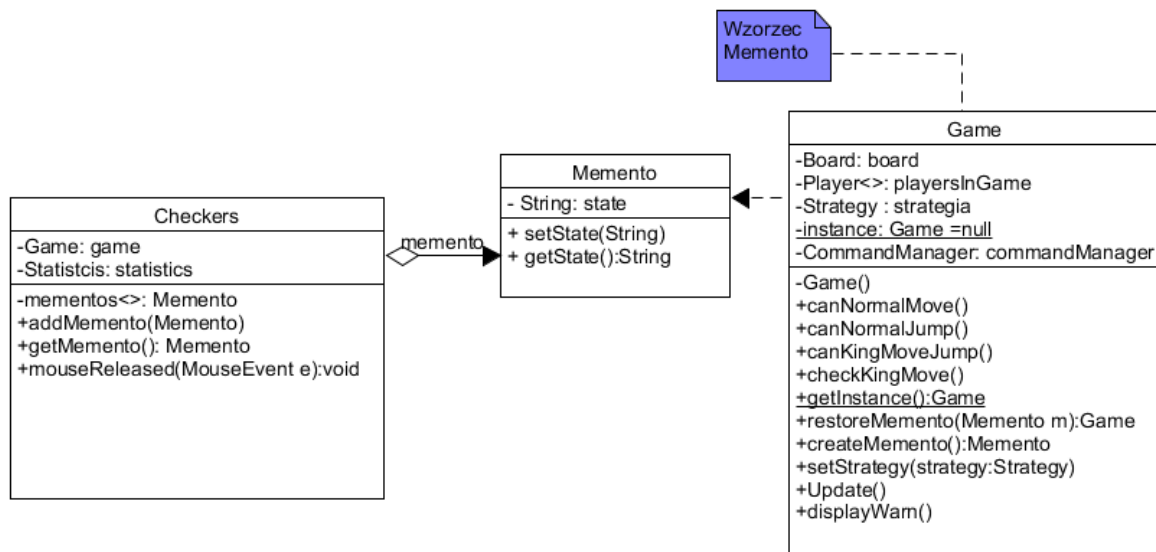 Wzorzec
Memento
Game
-Board: board
-Player<>: playersInGame
-Strategy : strategia
-instance: Game =null
-CommandManager: commandManager
-Game()
+canNormalMove()
+canNormalJump()
+canKingMoveJump()
+checkKingMove()
+getInstance():Game
+restoreMemento(Memento m):Game
+createMemento():Memento
+setStrategy(strategy:Strategy)
+Update()
+displayWarn()
Memento
- String: state
+ setState(String)
+ getState():String
memento
Checkers
-Game: game
-Statistcis: statistics
-mementos<>: Memento
+addMemento(Memento)
+getMemento(): Memento
+mouseReleased(MouseEvent e):void